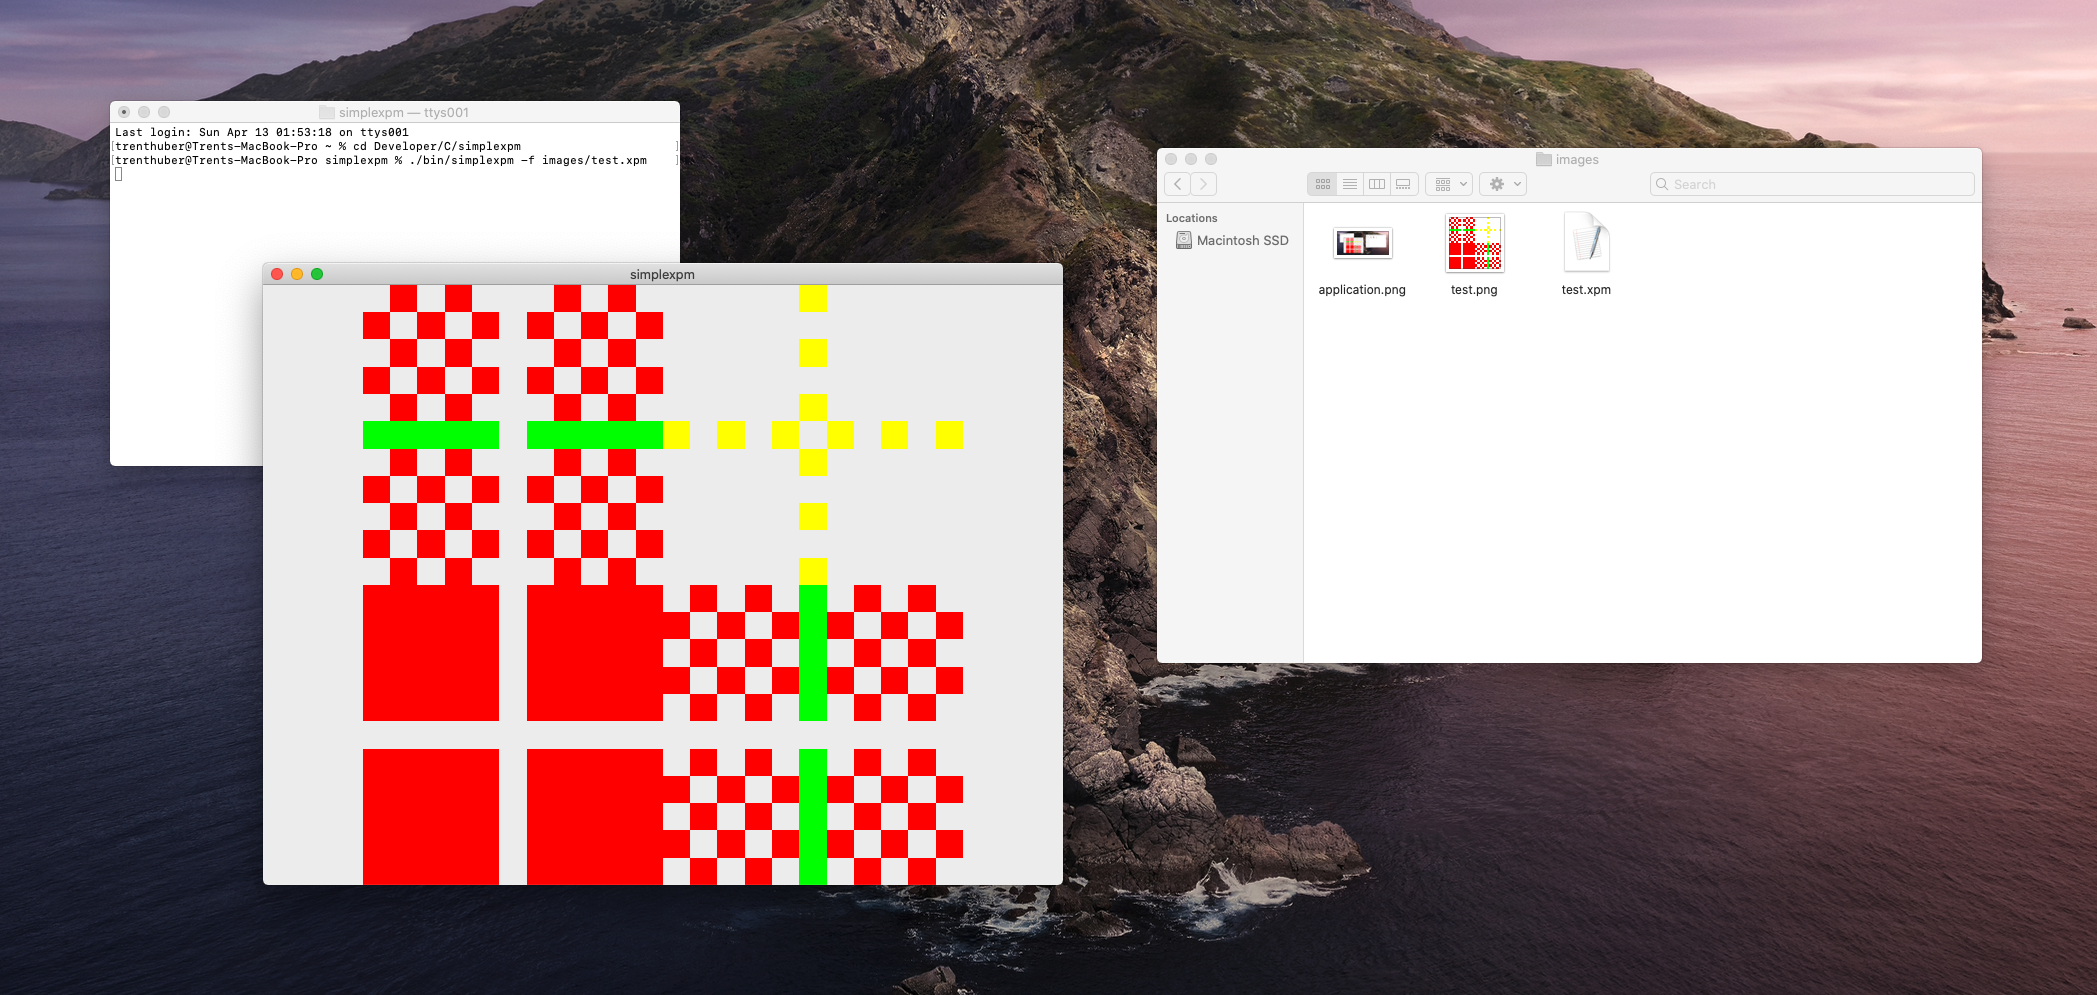 simplexpm — ttys001
Last login: Sun Apr 13 01:53:18 on ttys001
[trenthuber@Trents-MacBook-Pro ~ % cd Developer/C/simplexpm ]
[trenthuber@Trents-MacBook-Pro simplexpm % ./bin/simplexpm -f images/test.xpm ]
simplexpm
images
Search
Locations
Macintosh SSD
application.png
test.png
test.xpm